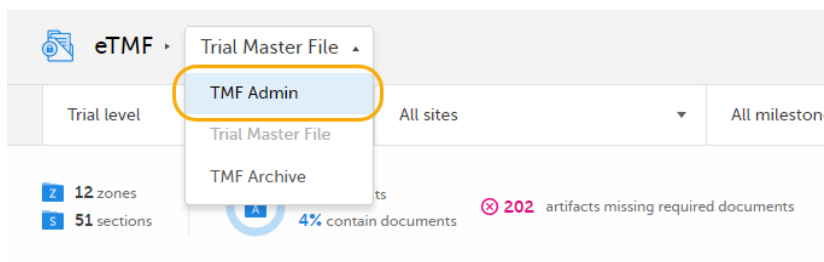 eTMF
Trial Master File
TMF Admin
Trial level
All sites
All mileston
Trial Master File
TMF Archive
Z 12 zones
ts
S 51 sections
A
4% contain documents
202 artifacts missing required documents